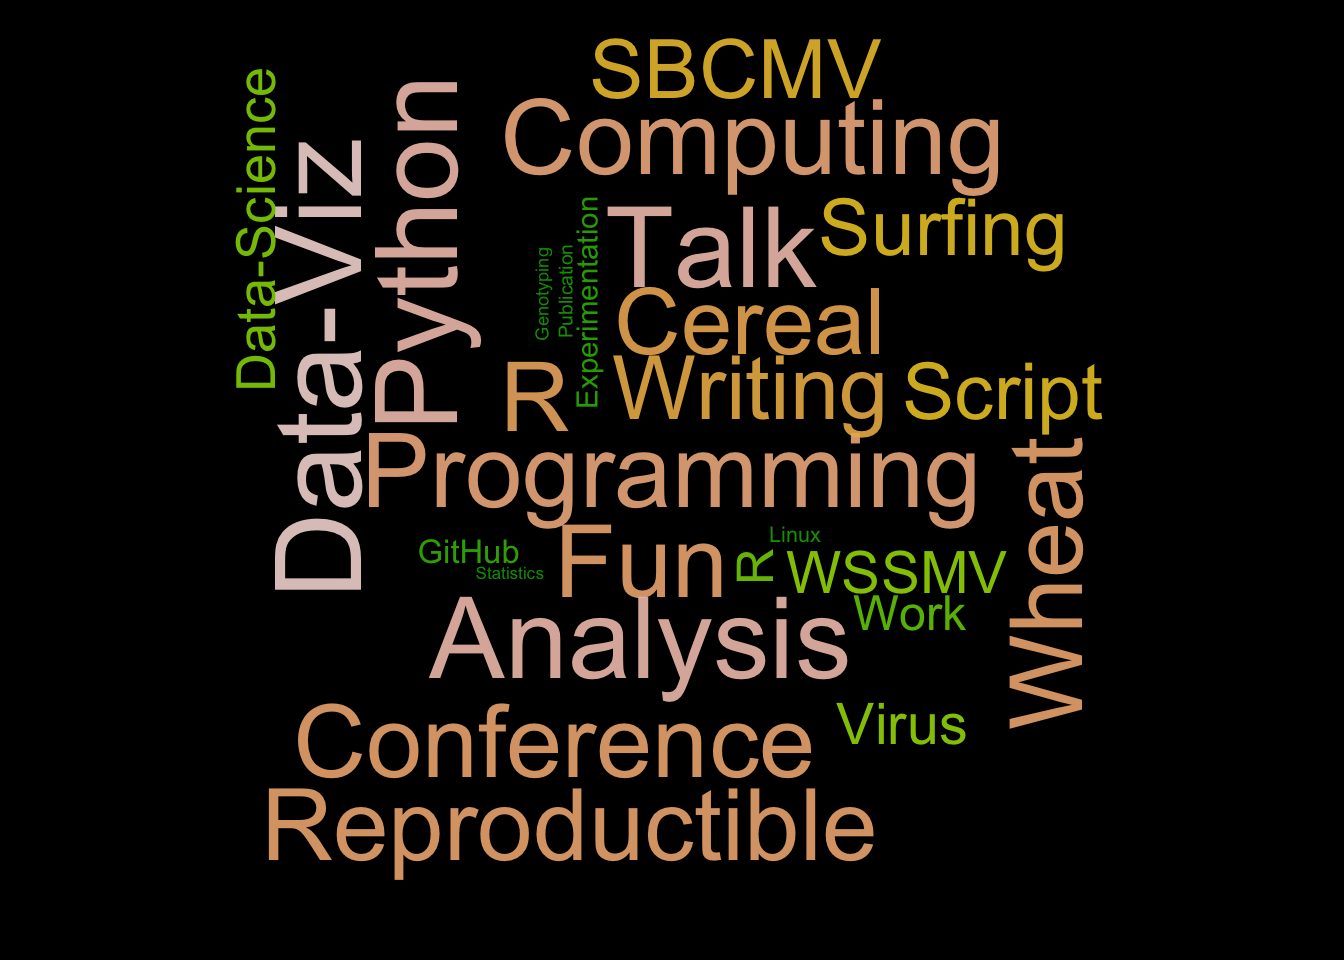 SBCMV
Computing
Data-Science
Data-Viz
Python
Talk
Surfing
Genotyping
Publication
Experimentation
Cereal
R
Writing
Script
Programming
Wheat
GitHub
Statistics
Fun
R
Linux
WSSMV
Work
Analysis
Virus
Conference
Reproductible